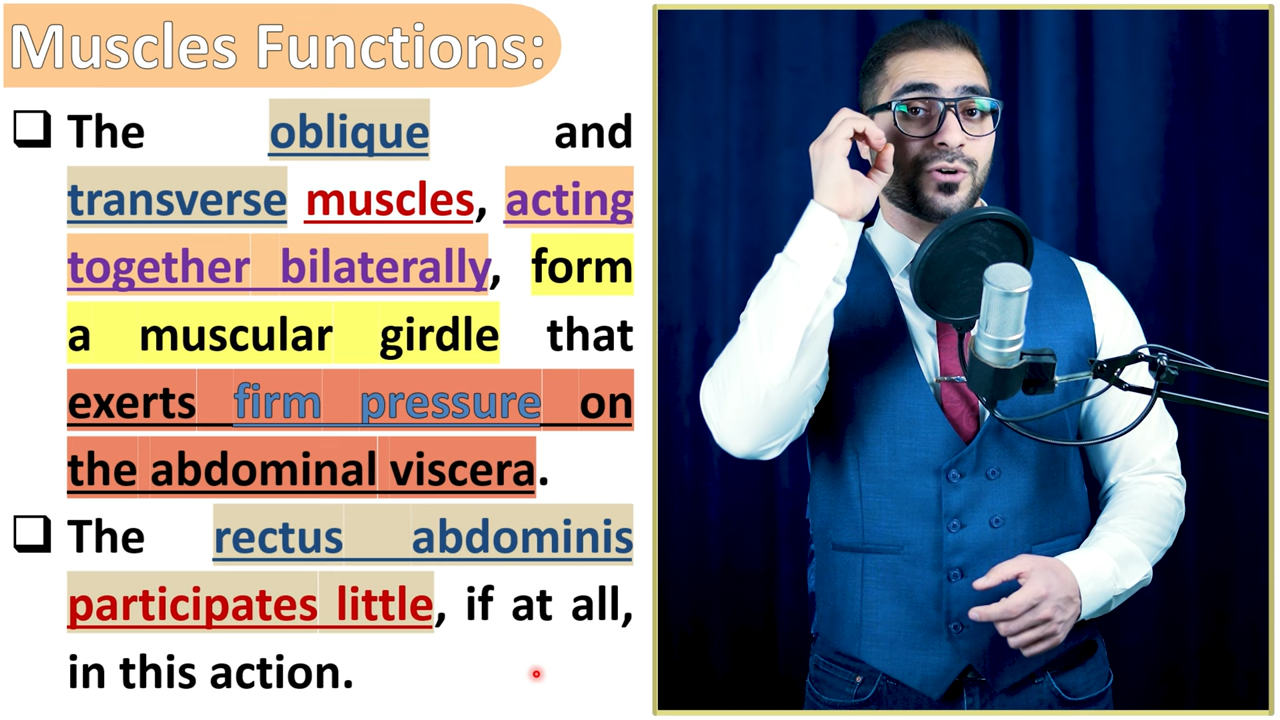 Muscles Functions:
The oblique and
transverse muscles, acting
together bilaterally, form
a muscular girdle that
exerts firm pressure on
the abdominal viscera.
The rectus abdominis
participates little, if at all,
in this action.